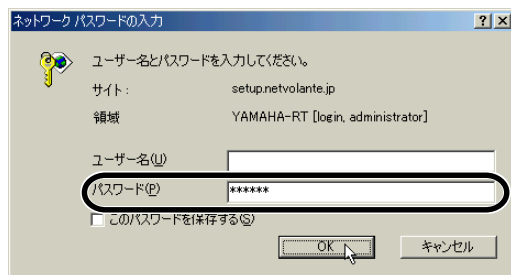 ネットワーク パスワードの入力
? ×
ユーザー名とパスワードを入力してください。
サイト: setup.netvolante.jp
領域 YAMAHA-RT [login, administrator]
ユーザー名(U)
パスワード(P) ******
このパスワードを保存する(S)
OK キャンセル